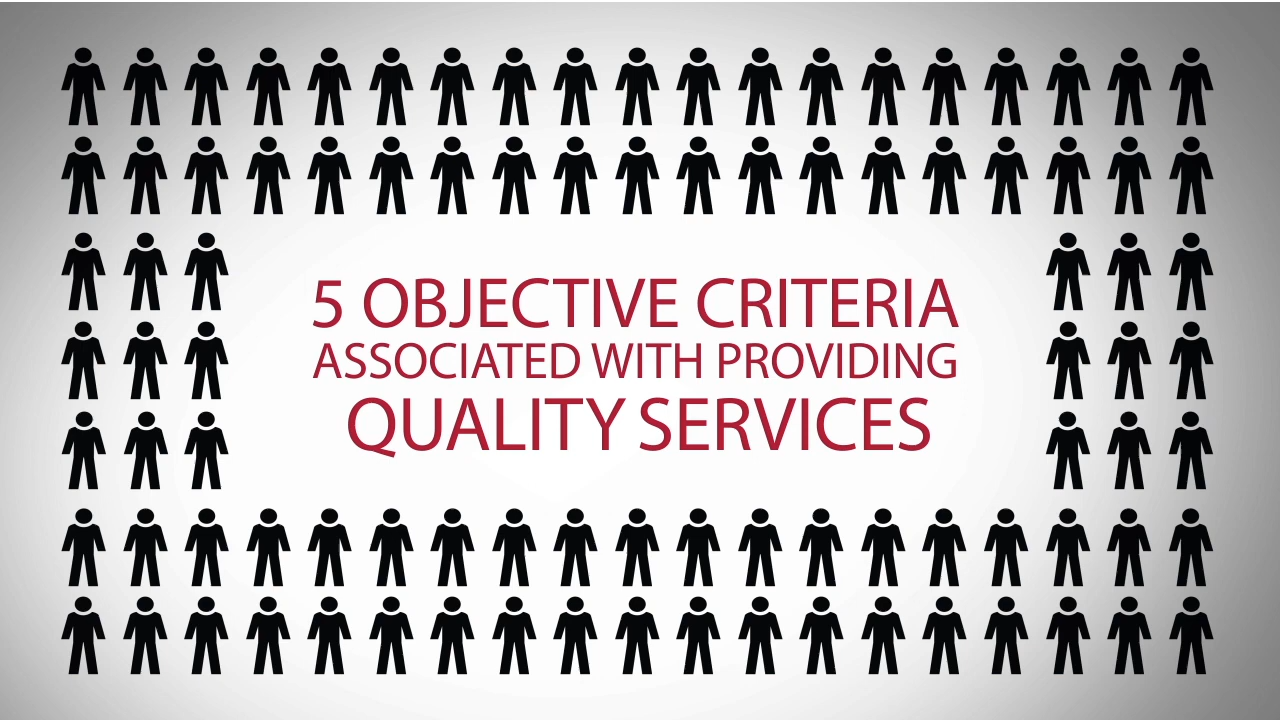 5 OBJECTIVE CRITERIA
ASSOCIATED WITH PROVIDING
QUALITY SERVICES